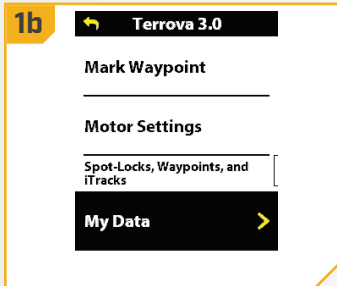 1b
Terrova 3.0
Mark Waypoint
Motor Settings
Spot-Locks, Waypoints, and
iTracks
My Data